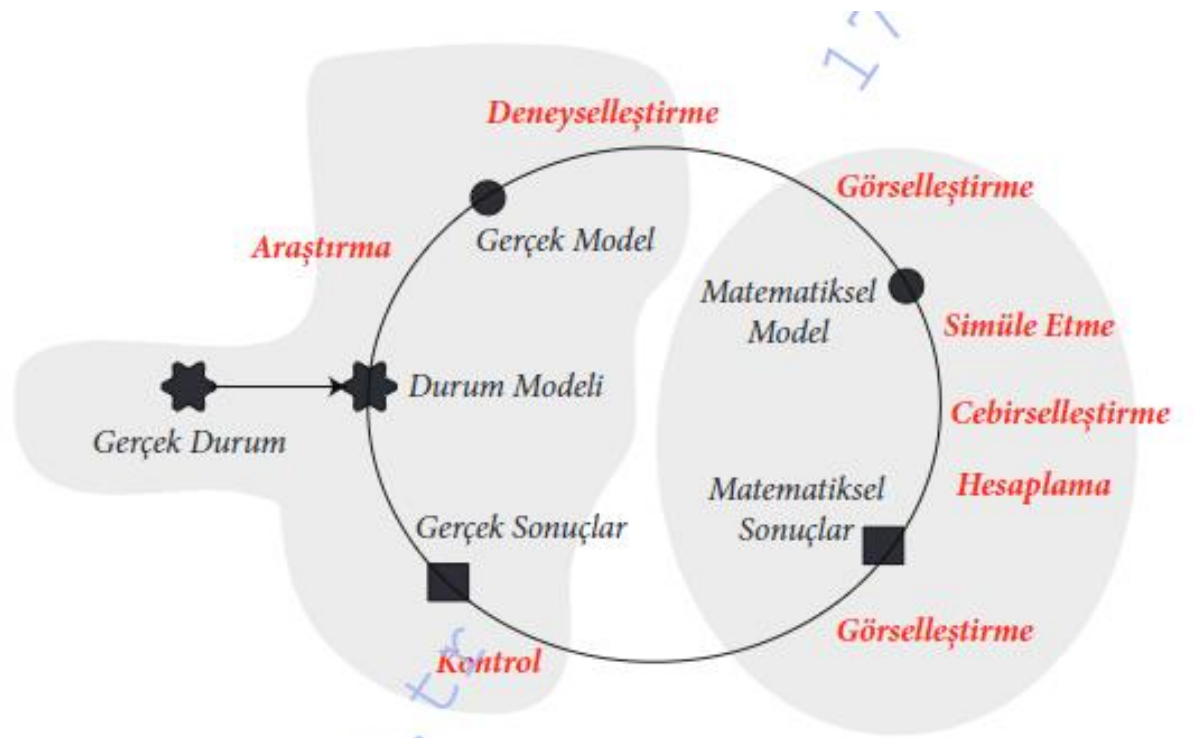 17
Deneyselleştirme
Görselleştirme
Araştırma
Gerçek Model
Matematiksel
Model
Simüle Etme
Durum Modeli
Cebirselleştirme
Gerçek Durum
Matematiksel
Sonuçlar
Hesaplama
Gerçek Sonuçlar
Görselleştirme
Kontrol